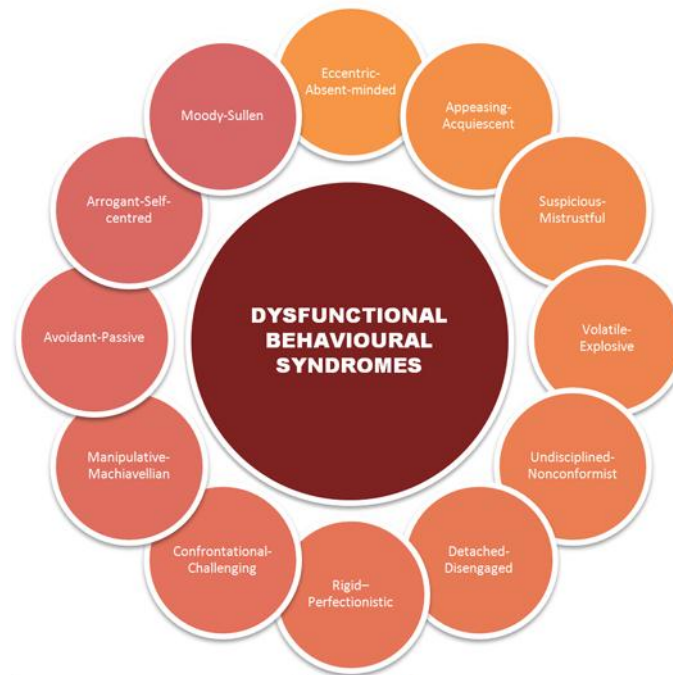 Eccentric-
Absent-minded
Appeasing-
Acquiescent
Suspicious-
Mistrustful
Volatile-
Explosive
Undisciplined-
Nonconformist
Detached-
Disengaged
Rigid–
Perfectionistic
Confrontational-
Challenging
Manipulative-
Machiavellian
Avoidant-Passive
Arrogant-Self-
centred
Moody-Sullen
DYSFUNCTIONAL
BEHAVIOURAL
SYNDROMES